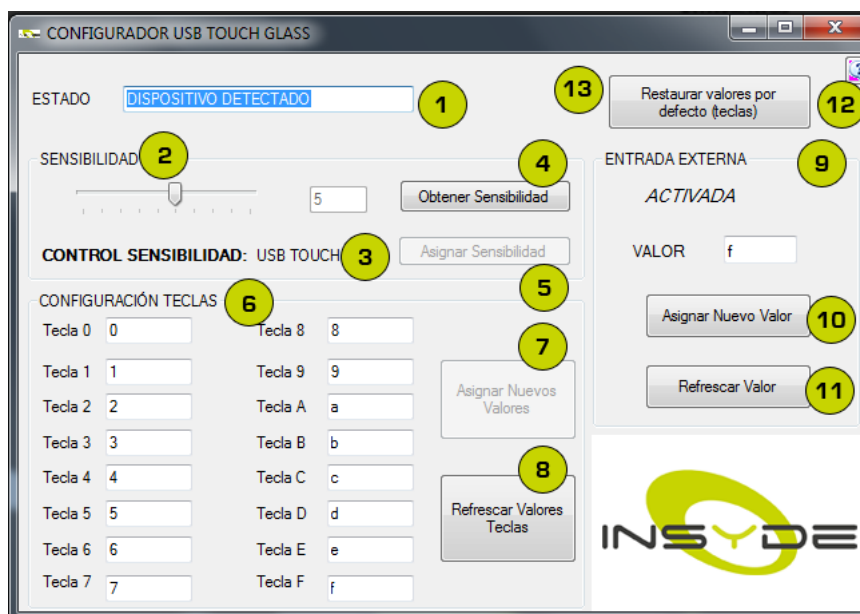 CONFIGURADOR USB TOUCH GLASS
ESTADO
DISPOSITIVO DETECTADO
1
13
Restaurar valores por
defecto (teclas)
12
SENSIBILIDAD
2
5
4
Obtener Sensibilidad
CONTROL SENSIBILIDAD: USB TOUCH
3
Asignar Sensibilidad
5
ENTRADA EXTERNA
9
ACTIVADA
VALOR
f
Asignar Nuevo Valor
10
Refrescar Valor
11
CONFIGURACIÓN TECLAS
6
Tecla 0 0
Tecla 1 1
Tecla 2 2
Tecla 3 3
Tecla 4 4
Tecla 5 5
Tecla 6 6
Tecla 7 7
Tecla 8 8
Tecla 9 9
Tecla A a
Tecla B b
Tecla C c
Tecla D d
Tecla E e
Tecla F f
7
Asignar Nuevos
Valores
8
Refrescar Valores
Teclas
INSYDE